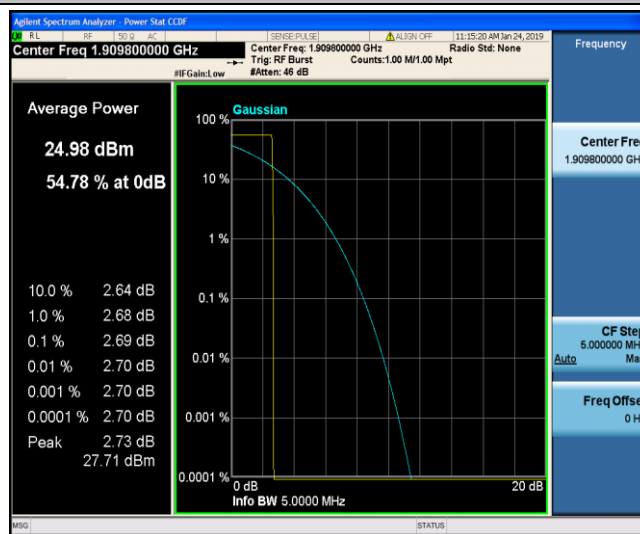 Agilent Spectrum Analyzer - Power Stat CCDF
RL RF 50 Ω AC SENSE:PULSE ALIGN OFF 11:15:20 AM Jan 24, 2019
Center Freq 1.909800000 GHz
Center Freq: 1.909800000 GHz Radio Std: None
Trig: RF Burst Counts:1.00 M/1.00 Mpt
#IFGain:Low #Atten: 46 dB
Frequency
Average Power
24.98 dBm
54.78 % at 0dB
10.0 % 2.64 dB
1.0 % 2.68 dB
0.1 % 2.69 dB
0.01 % 2.70 dB
0.001 % 2.70 dB
0.0001 % 2.70 dB
Peak 2.73 dB
27.71 dBm
Gaussian
100 %
10 %
1 %
0.1 %
0.01 %
0.001 %
0.0001 %
0 dB 20 dB
Info BW 5.0000 MHz
Center Fre
1.909800000 GH
CF Step
5.000000 MH
Auto Ma
Freq Offse
0 H
MSG STATUS